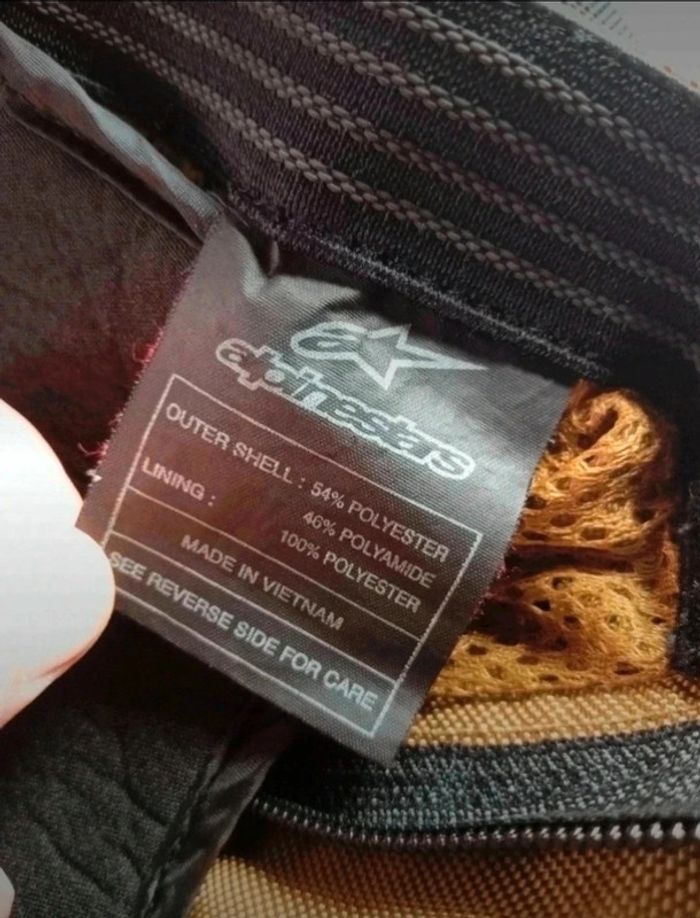 alpinestars
OUTER SHELL : 54% POLYESTER
46% POLYAMIDE
LINING : 100% POLYESTER
MADE IN VIETNAM
SEE REVERSE SIDE FOR CARE